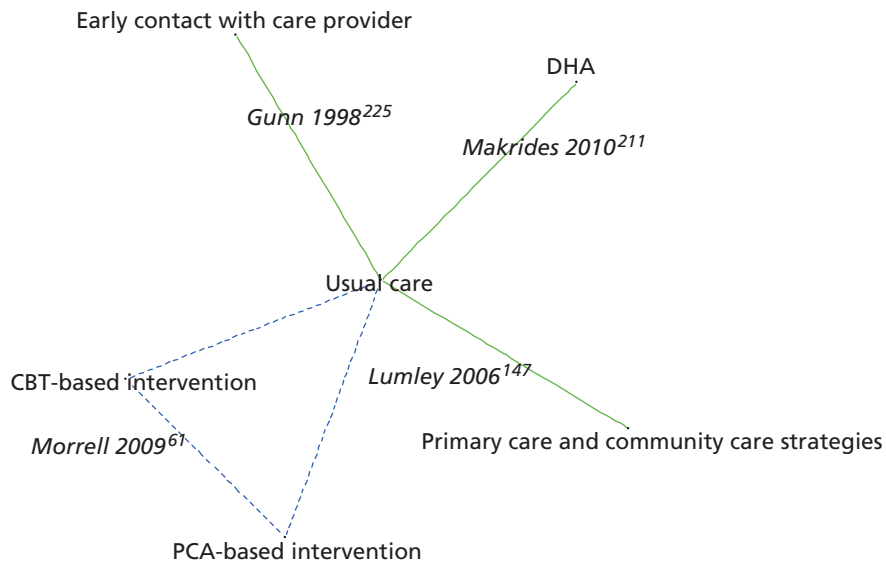 Early contact with care provider
DHA
Gunn 1998225
Makrides 2010211
Usual care
CBT-based intervention
Lumley 2006147
Morrell 200961
Primary care and community care strategies
PCA-based intervention